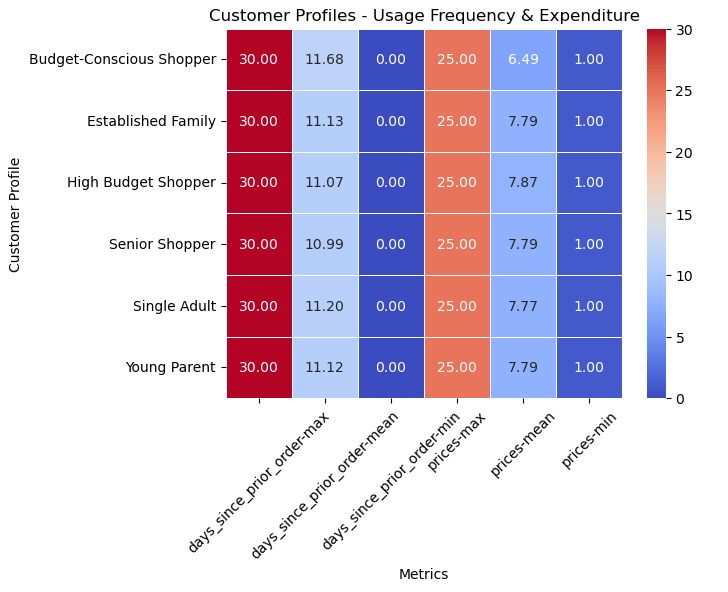 Customer Profiles - Usage Frequency & Expenditure
Customer Profile
Budget-Conscious Shopper 30.00 11.68 0.00 25.00 6.49 1.00
Established Family 30.00 11.13 0.00 25.00 7.79 1.00
High Budget Shopper 30.00 11.07 0.00 25.00 7.87 1.00
Senior Shopper 30.00 10.99 0.00 25.00 7.79 1.00
Single Adult 30.00 11.20 0.00 25.00 7.77 1.00
Young Parent 30.00 11.12 0.00 25.00 7.79 1.00
days_since_prior_order-max
days_since_prior_order-mean
days_since_prior_order-min
prices-max
prices-mean
prices-min
Metrics
30
25
20
15
10
5
0